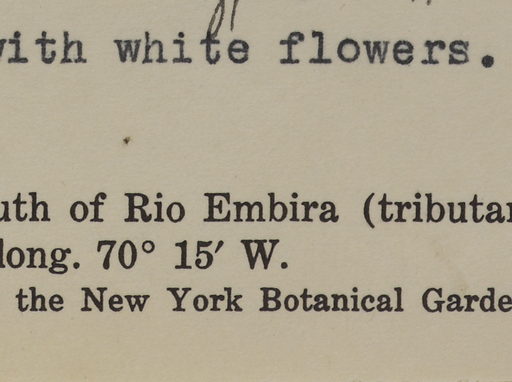 with white flowers.
uth of Rio Embira (tributar
long. 70° 15′ W.
the New York Botanical Garde